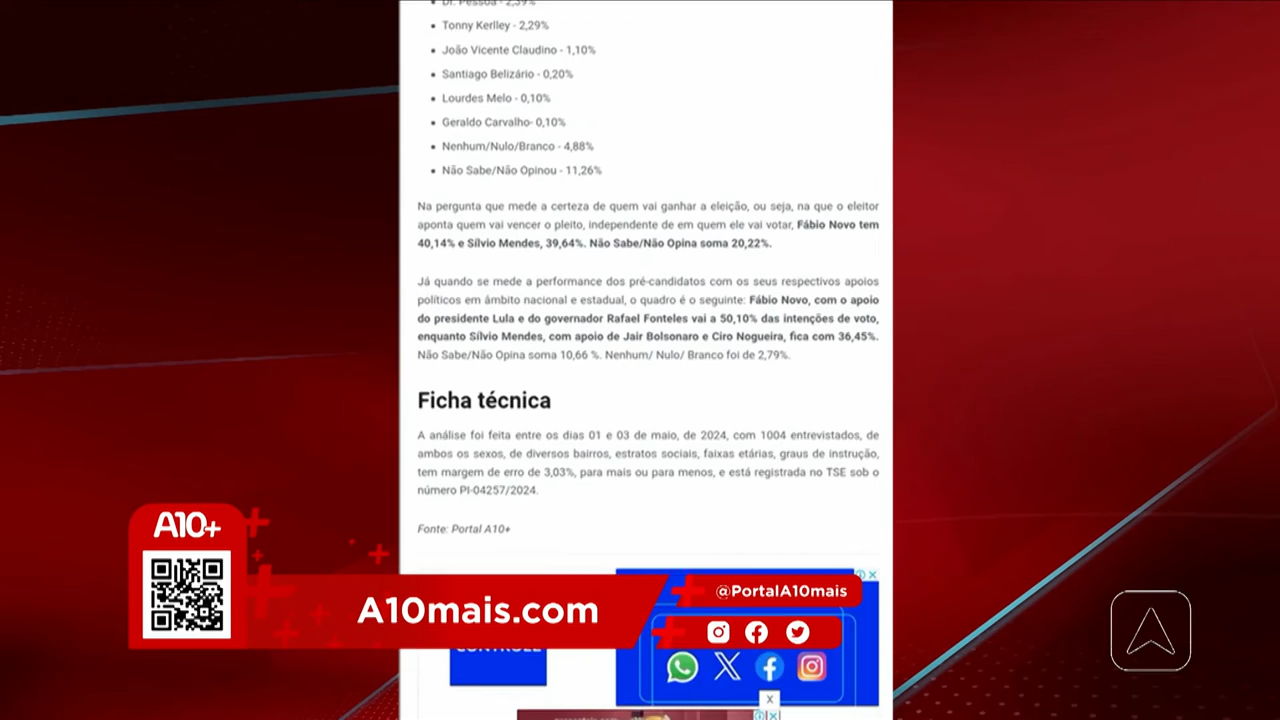 Dr. Pessoa - 2,39%
Tonny Kerlley - 2,29%
João Vicente Claudino - 1,10%
Santiago Belizário - 0,20%
Lourdes Melo - 0,10%
Geraldo Carvalho- 0,10%
Nenhum/Nulo/Branco - 4,88%
Não Sabe/Não Opinou - 11,26%
Na pergunta que mede a certeza de quem vai ganhar a eleição, ou seja, na que o eleitor
aponta quem vai vencer o pleito, independente de em quem ele vai votar, Fábio Novo tem
40,14% e Sílvio Mendes, 39,64%. Não Sabe/Não Opina soma 20,22%.
Já quando se mede a performance dos pré-candidatos com os seus respectivos apoios
políticos em âmbito nacional e estadual, o quadro é o seguinte: Fábio Novo, com o apoio
do presidente Lula e do governador Rafael Fonteles vai a 50,10% das intenções de voto,
enquanto Sílvio Mendes, com apoio de Jair Bolsonaro e Ciro Nogueira, fica com 36,45%.
Não Sabe/Não Opina soma 10,66 %. Nenhum/ Nulo/ Branco foi de 2,79%.
Ficha técnica
A análise foi feita entre os dias 01 e 03 de maio, de 2024, com 1004 entrevistados, de
ambos os sexos, de diversos bairros, estratos sociais, faixas etárias, graus de instrução,
tem margem de erro de 3,03%, para mais ou para menos, e está registrada no TSE sob o
número PI-04257/2024.
Fonte: Portal A10+
A10+
A10mais.com
@PortalA10mais
CONTROLE
X